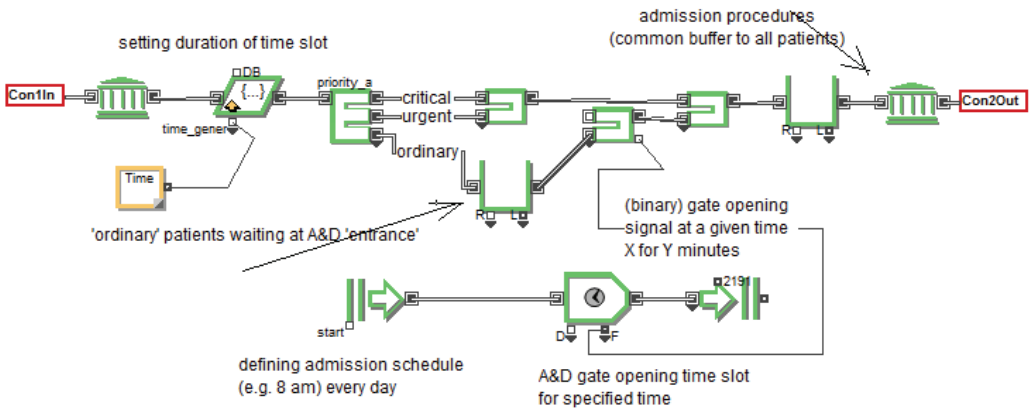 admission procedures
(common buffer to all patients)
setting duration of time slot
DB
{...}
priority_a
Con1In
critical
Con2Out
urgent
time_gener
R
L
ordinary
Time
R
L
(binary) gate opening
signal at a given time
X for Y minutes
'ordinary' patients waiting at A&D 'entrance'
2191
start
D
F
defining admission schedule
(e.g. 8 am) every day
A&D gate opening time slot
for specified time